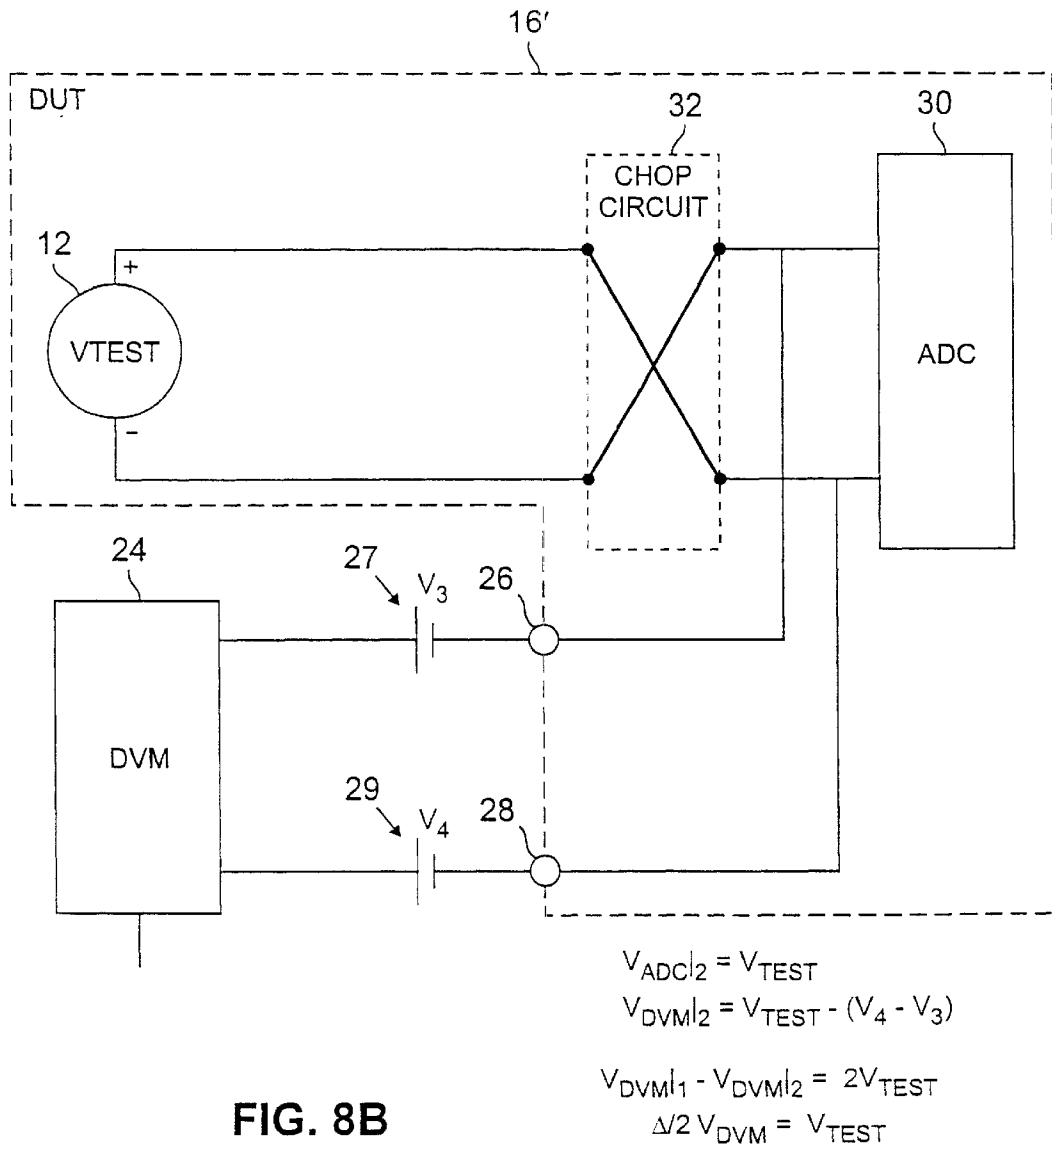 16′
DUT
32
30
CHOP
CIRCUIT
12
+
VTEST
ADC
−
24
27
V3
26
DVM
29
V4
28
VADC|2 = VTEST
VDVM|2 = VTEST - (V4 - V3)
VDVM|1 - VDVM|2 = 2VTEST
Δ/2 VDVM = VTEST
FIG. 8B